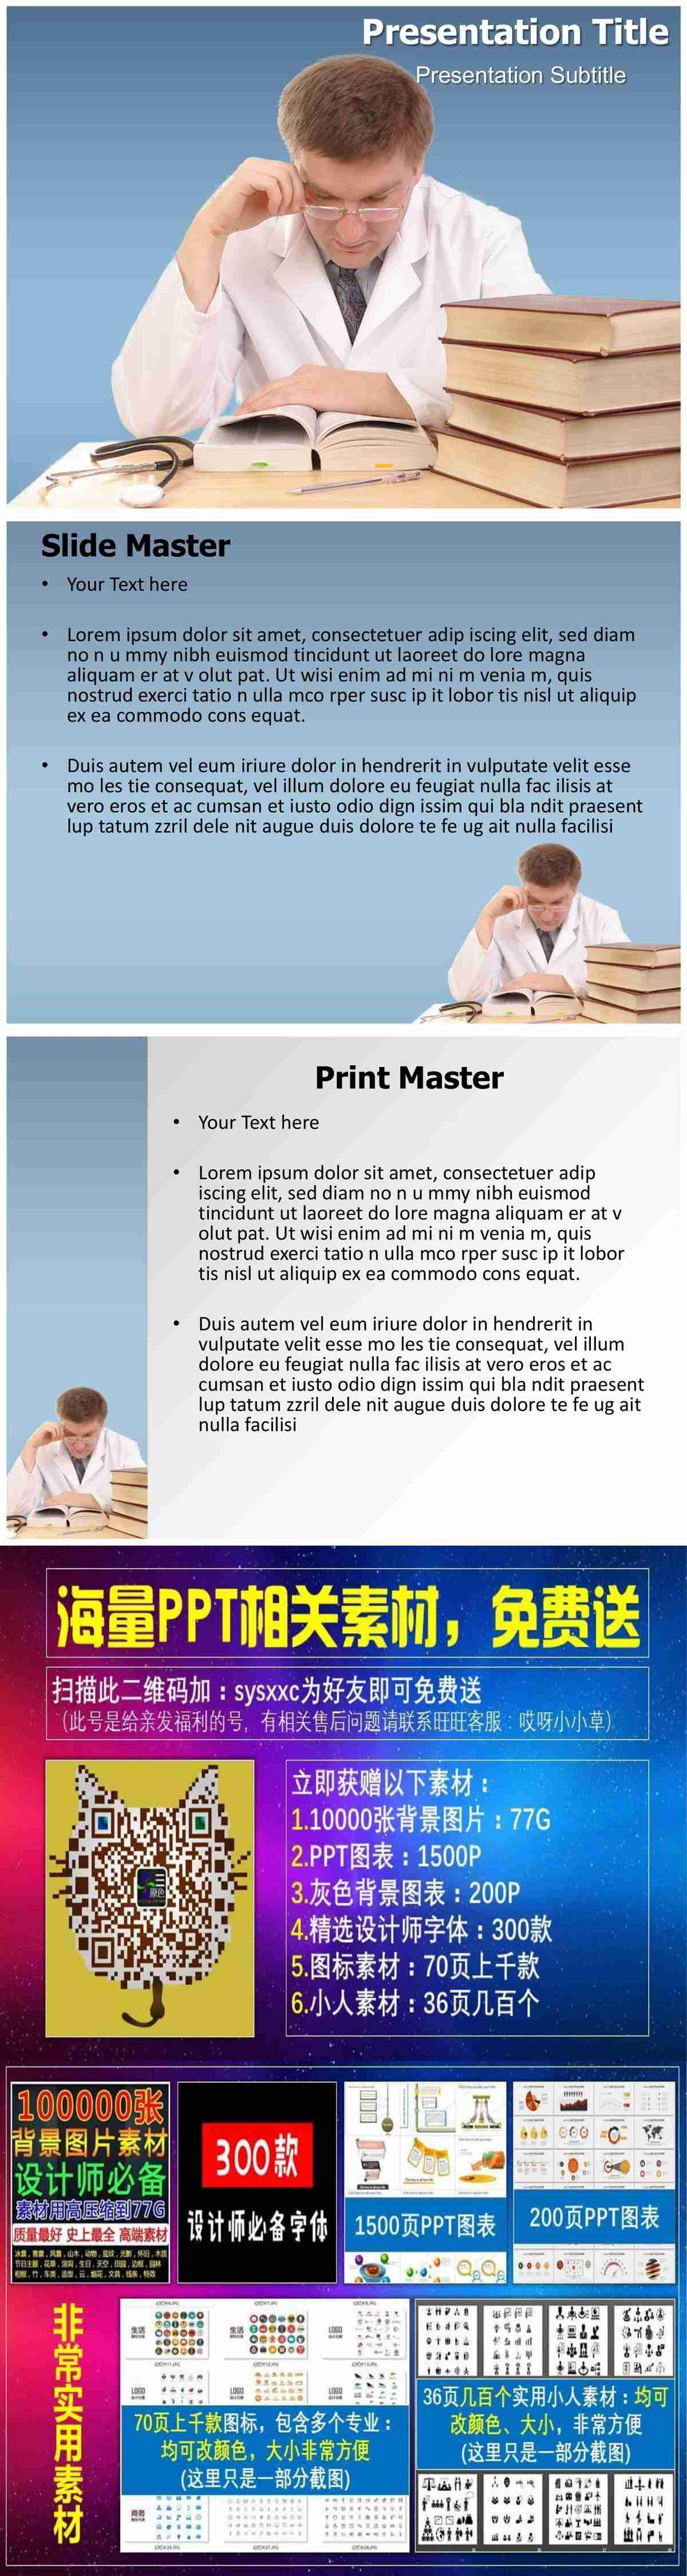 Presentation Title
Presentation Subtitle
Slide Master
• Your Text here
• Lorem ipsum dolor sit amet, consectetuer adip iscing elit, sed diam
no n u mmy nibh euismod tincidunt ut laoreet do lore magna
aliquam er at v olut pat. Ut wisi enim ad mi ni m venia m, quis
nostrud exerci tatio n ulla mco rper susc ip it lobor tis nisl ut aliquip
ex ea commodo cons equat.
• Duis autem vel eum iriure dolor in hendrerit in vulputate velit esse
mo les tie consequat, vel illum dolore eu feugiat nulla fac ilisis at
vero eros et ac cumsan et iusto odio dign issim qui bla ndit praesent
lup tatum zzril dele nit augue duis dolore te fe ug ait nulla facilisi
Print Master
• Your Text here
• Lorem ipsum dolor sit amet, consectetuer adip
iscing elit, sed diam no n u mmy nibh euismod
tincidunt ut laoreet do lore magna aliquam er at v
olut pat. Ut wisi enim ad mi ni m venia m, quis
nostrud exerci tatio n ulla mco rper susc ip it lobor
tis nisl ut aliquip ex ea commodo cons equat.
• Duis autem vel eum iriure dolor in hendrerit in
vulputate velit esse mo les tie consequat, vel illum
dolore eu feugiat nulla fac ilisis at vero eros et ac
cumsan et iusto odio dign issim qui bla ndit praesent
lup tatum zzril dele nit augue duis dolore te fe ug ait
nulla facilisi
海量PPT相关素材，免费送
扫描此二维码加：sysxxc为好友即可免费送
（此号是给亲发福利的号，有相关售后问题请联系旺旺客服：哎呀小小草）
立即获赠以下素材：
1.10000张背景图片：77G
2.PPT图表：1500P
3.灰色背景图表：200P
4.精选设计师字体：300款
5.图标素材：70页上千款
6.小人素材：36页几百个
100000张
背景图片素材
设计师必备
素材用高压缩到77G
质量最好 史上最全 高端素材
300款
设计师必备字体
1500页PPT图表
200页PPT图表
非常实用素材
生活
生活
LOGO
LOGO
LOGO
LOGO
商务
70页上千款图标，包含多个专业：
均可改颜色，大小非常方便
(这里只是一部分截图)
36页几百个实用小人素材：均可
改颜色、大小，非常方便
(这里只是一部分截图)